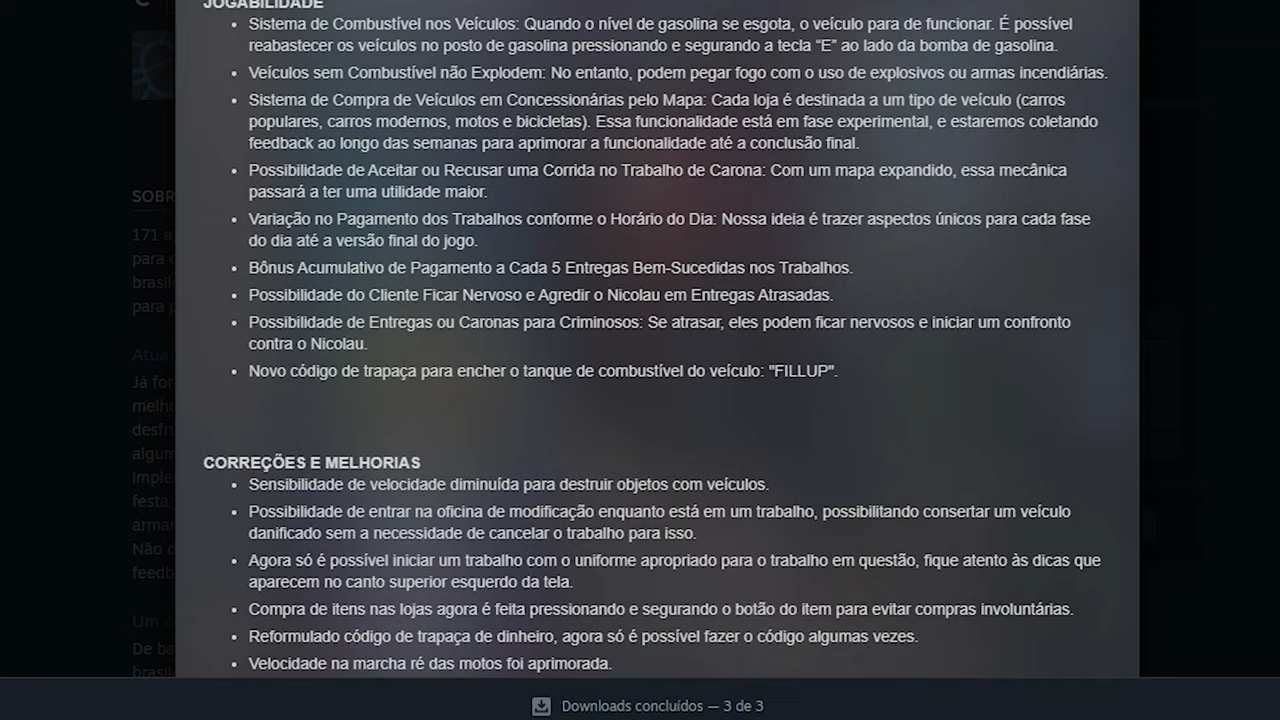 JOGABILIDADE
• Sistema de Combustível nos Veículos: Quando o nível de gasolina se esgota, o veículo para de funcionar. É possível
reabastecer os veículos no posto de gasolina pressionando e segurando a tecla "E" ao lado da bomba de gasolina.
• Veículos sem Combustível não Explodem: No entanto, podem pegar fogo com o uso de explosivos ou armas incendiárias.
• Sistema de Compra de Veículos em Concessionárias pelo Mapa: Cada loja é destinada a um tipo de veículo (carros
populares, carros modernos, motos e bicicletas). Essa funcionalidade está em fase experimental, e estaremos coletando
feedback ao longo das semanas para aprimorar a funcionalidade até a conclusão final.
• Possibilidade de Aceitar ou Recusar uma Corrida no Trabalho de Carona: Com um mapa expandido, essa mecânica
passará a ter uma utilidade maior.
• Variação no Pagamento dos Trabalhos conforme o Horário do Dia: Nossa ideia é trazer aspectos únicos para cada fase
do dia até a versão final do jogo.
• Bônus Acumulativo de Pagamento a Cada 5 Entregas Bem-Sucedidas nos Trabalhos.
• Possibilidade do Cliente Ficar Nervoso e Agredir o Nicolau em Entregas Atrasadas.
• Possibilidade de Entregas ou Caronas para Criminosos: Se atrasar, eles podem ficar nervosos e iniciar um confronto
contra o Nicolau.
• Novo código de trapaça para encher o tanque de combustível do veículo: "FILLUP".
CORREÇÕES E MELHORIAS
• Sensibilidade de velocidade diminuída para destruir objetos com veículos.
• Possibilidade de entrar na oficina de modificação enquanto está em um trabalho, possibilitando consertar um veículo
danificado sem a necessidade de cancelar o trabalho para isso.
• Agora só é possível iniciar um trabalho com o uniforme apropriado para o trabalho em questão, fique atento às dicas que
aparecem no canto superior esquerdo da tela.
• Compra de itens nas lojas agora é feita pressionando e segurando o botão do item para evitar compras involuntárias.
• Reformulado código de trapaça de dinheiro, agora só é possível fazer o código algumas vezes.
• Velocidade na marcha ré das motos foi aprimorada.
SOBR
171 a
para
brasil
para p
Atua
Já for
melho
desfru
algum
Imple
festa
armar
Não d
feedb
Um c
De ba
brasil
Downloads concluídos — 3 de 3